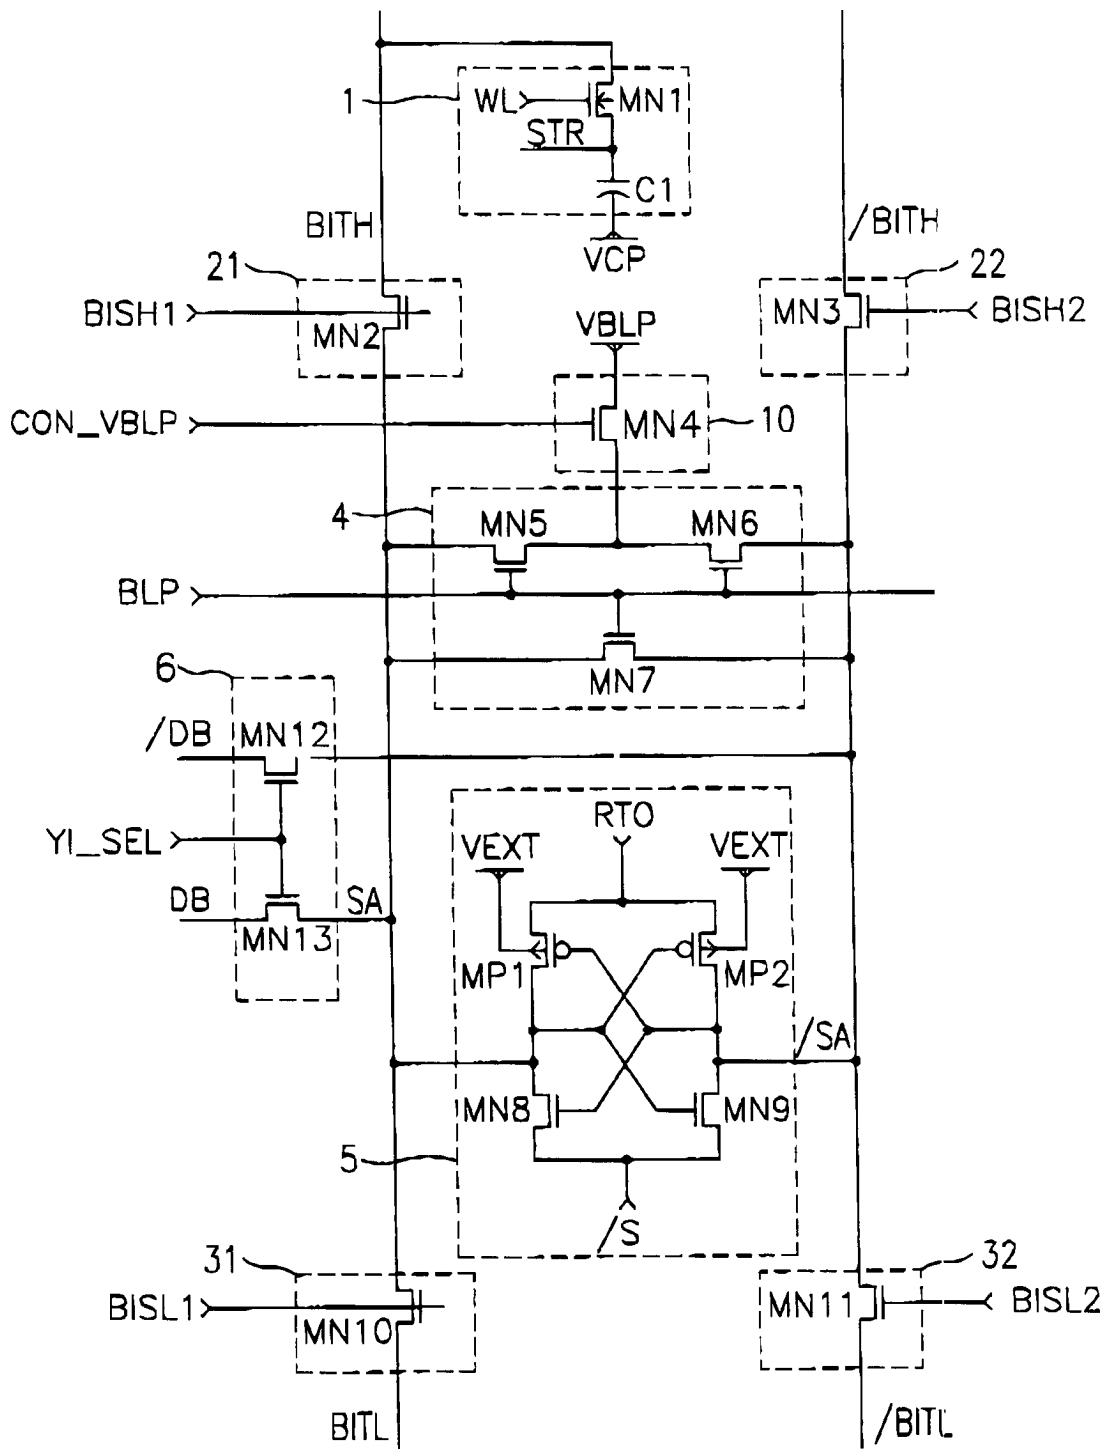 1
WL
MN1
STR
C1
BITH
/BITH
VCP
21
22
BISH1
MN2
MN3
BISH2
VBLP
CON_VBLP
MN4
10
4
MN5
MN6
BLP
MN7
6
/DB
MN12
RTO
YI_SEL
VEXT
VEXT
DB
SA
MN13
MP1
MP2
/SA
MN8
MN9
5
/S
31
32
BISL1
MN10
MN11
BISL2
BITL
/BITL